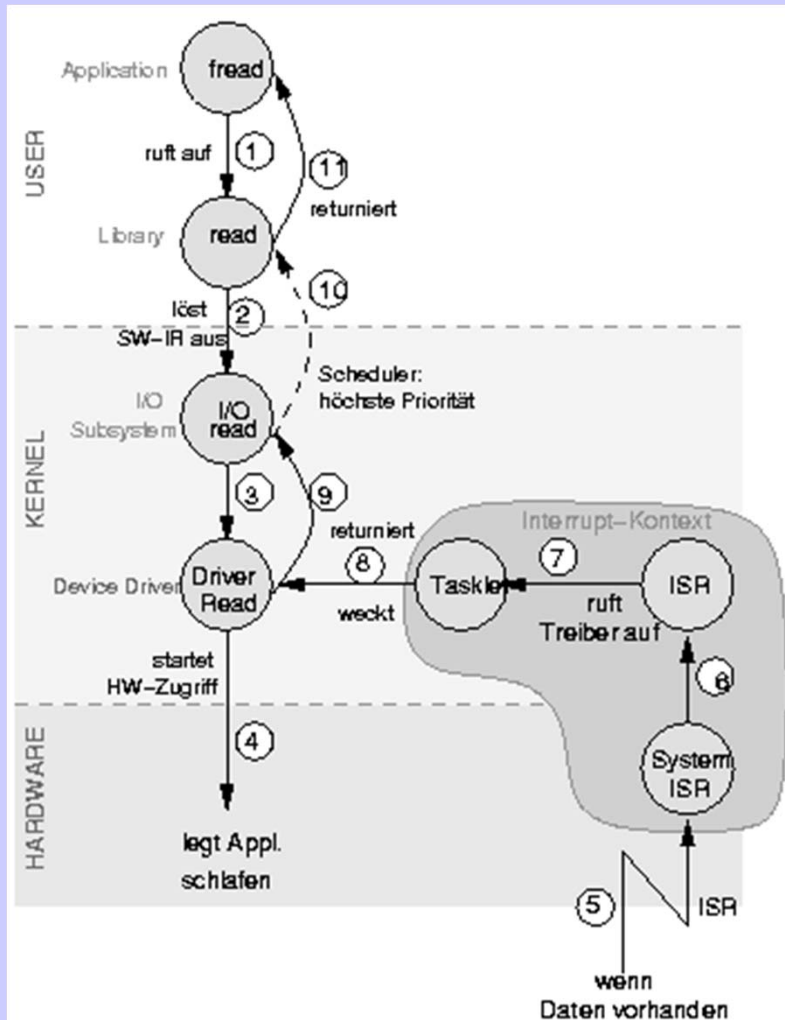 Application
fread
USER
ruft auf
1
11
returniert
Library
read
10
löst
2
SW-IR aus
Scheduler:
höchste Priorität
I/O
Subsystem
I/O
read
KERNEL
3
9
returniert
Interrupt-Kontext
Device Driver
Driver
Read
8
weckt
Tasklet
7
ruft
Treiber auf
ISR
startet
HW-Zugriff
6
HARDWARE
4
System
ISR
legt Appl.
schlafen
5
ISR
wenn
Daten vorhanden